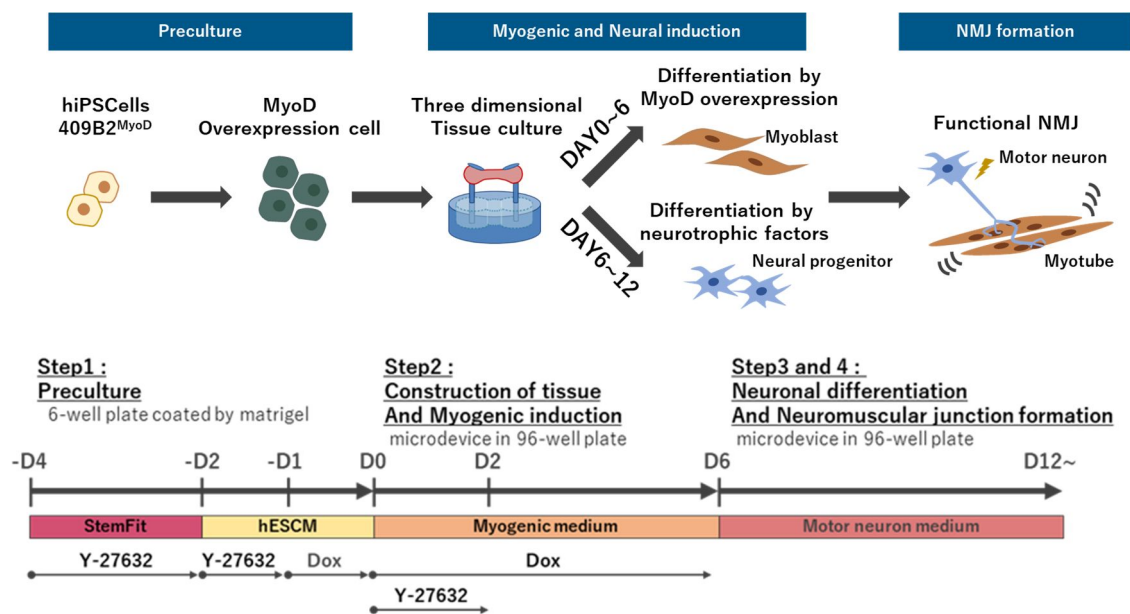 Preculture
Myogenic and Neural induction
NMJ formation
hiPSCells
409B2MyoD
MyoD
Overexpression cell
Three dimensional
Tissue culture
DAY0~6
DAY6~12
Differentiation by
MyoD overexpression
Myoblast
Differentiation by
neurotrophic factors
Neural progenitor
Functional NMJ
Motor neuron
Myotube
Step1 :
Preculture
6-well plate coated by matrigel
Step2 :
Construction of tissue
And Myogenic induction
microdevice in 96-well plate
Step3 and 4 :
Neuronal differentiation
And Neuromuscular junction formation
microdevice in 96-well plate
-D4 -D2 -D1 D0 D2 D6 D12~
StemFit hESCM Myogenic medium Motor neuron medium
Y-27632 Y-27632 Dox Dox
Y-27632